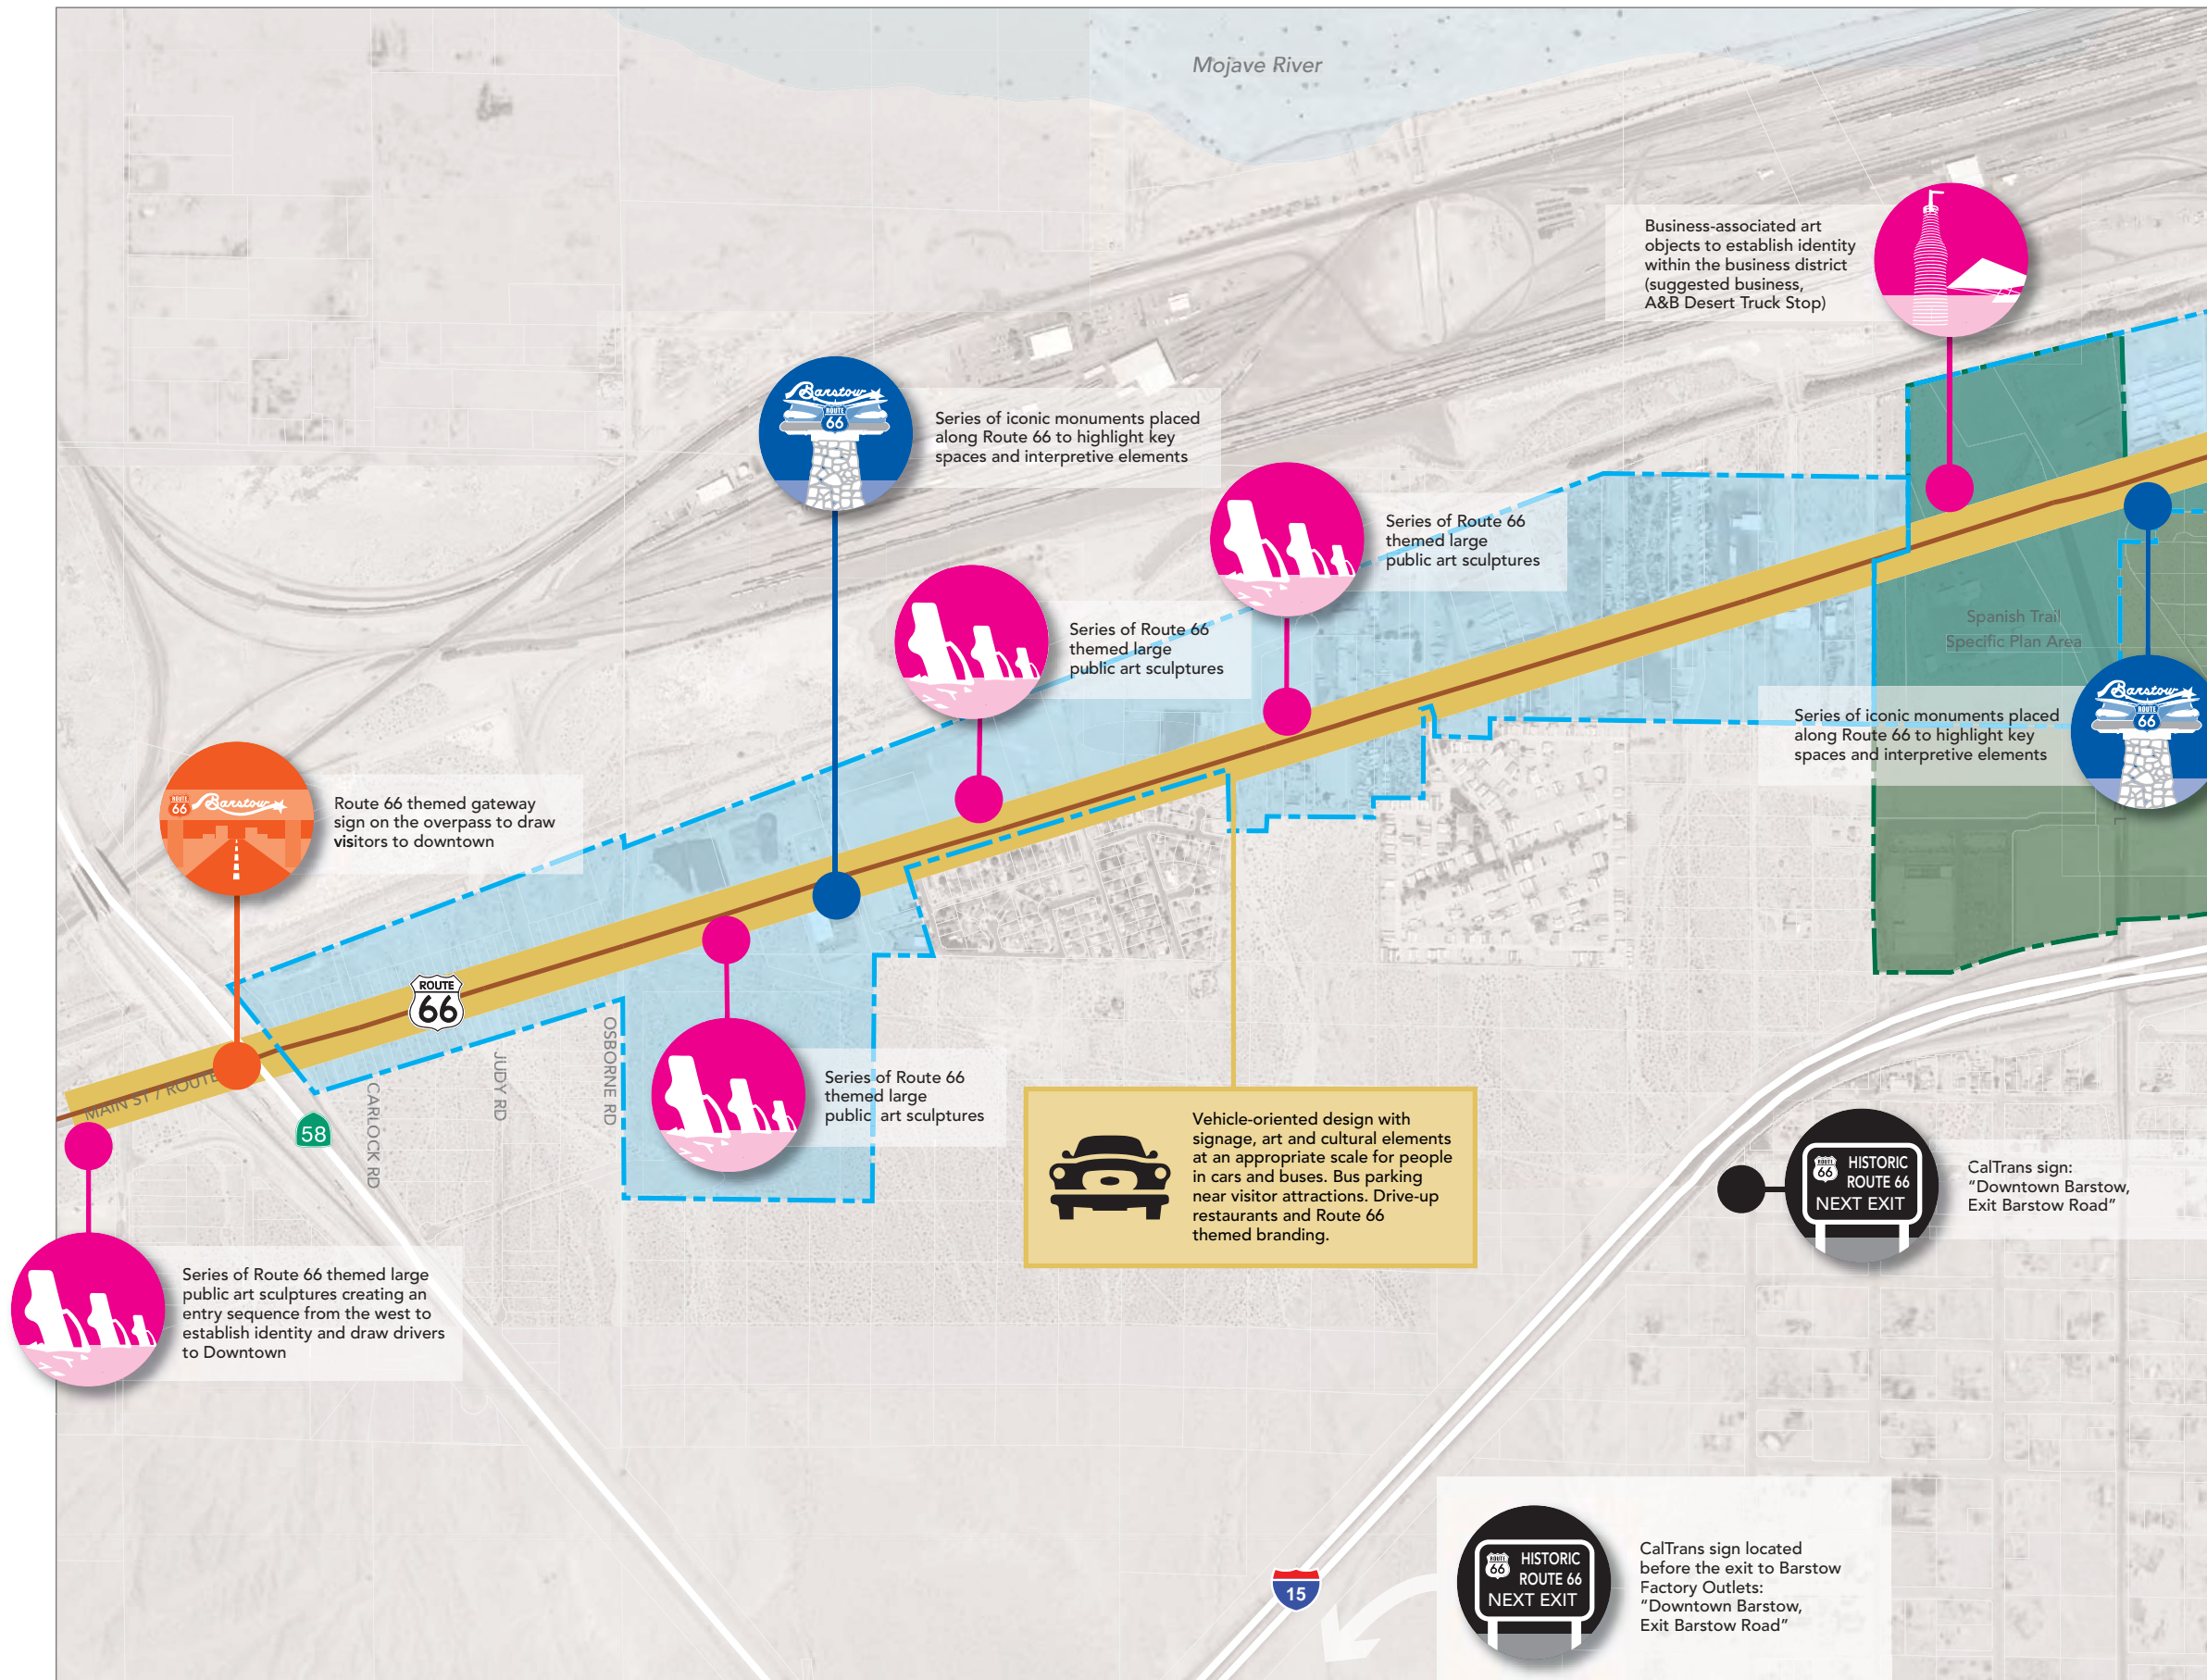 Mojave River
Business-associated art
objects to establish identity
within the business district
(suggested business,
A&B Desert Truck Stop)
Barstow
ROUTE
66
Series of iconic monuments placed
along Route 66 to highlight key
spaces and interpretive elements
Series of Route 66
themed large
public art sculptures
Series of Route 66
themed large
public art sculptures
Spanish Trail
Specific Plan Area
Series of iconic monuments placed
along Route 66 to highlight key
spaces and interpretive elements
Barstow
ROUTE
66
ROUTE
66
Barstow
Route 66 themed gateway
sign on the overpass to draw
visitors to downtown
ROUTE
66
MAIN ST / ROUTE
58
CARLOCK RD
JUDY RD
OSBORNE RD
Series of Route 66
themed large
public art sculptures
Vehicle-oriented design with
signage, art and cultural elements
at an appropriate scale for people
in cars and buses. Bus parking
near visitor attractions. Drive-up
restaurants and Route 66
themed branding.
ROUTE
66
HISTORIC
ROUTE 66
NEXT EXIT
CalTrans sign:
“Downtown Barstow,
Exit Barstow Road”
Series of Route 66 themed large
public art sculptures creating an
entry sequence from the west to
establish identity and draw drivers
to Downtown
15
ROUTE
66
HISTORIC
ROUTE 66
NEXT EXIT
CalTrans sign located
before the exit to Barstow
Factory Outlets:
“Downtown Barstow,
Exit Barstow Road”